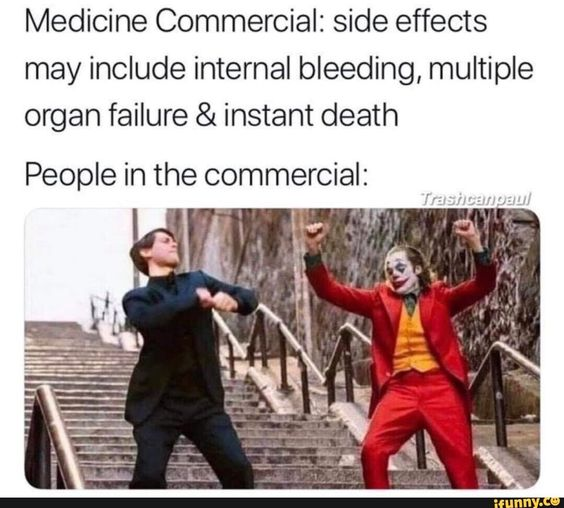 Medicine Commercial: side effects
may include internal bleeding, multiple
organ failure & instant death
People in the commercial:
Trashcanpaul
ifunny.co